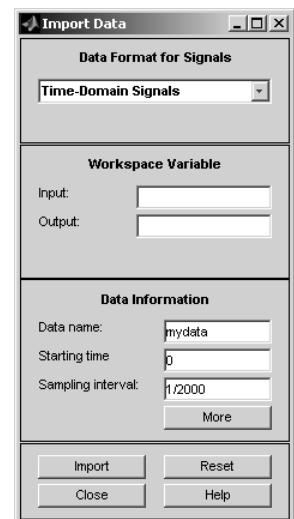 Import Data
Data Format for Signals
Time-Domain Signals
Workspace Variable
Input:
Output:
Data Information
Data name: mydata
Starting time 0
Sampling interval: 1/2000
More
Import Reset
Close Help